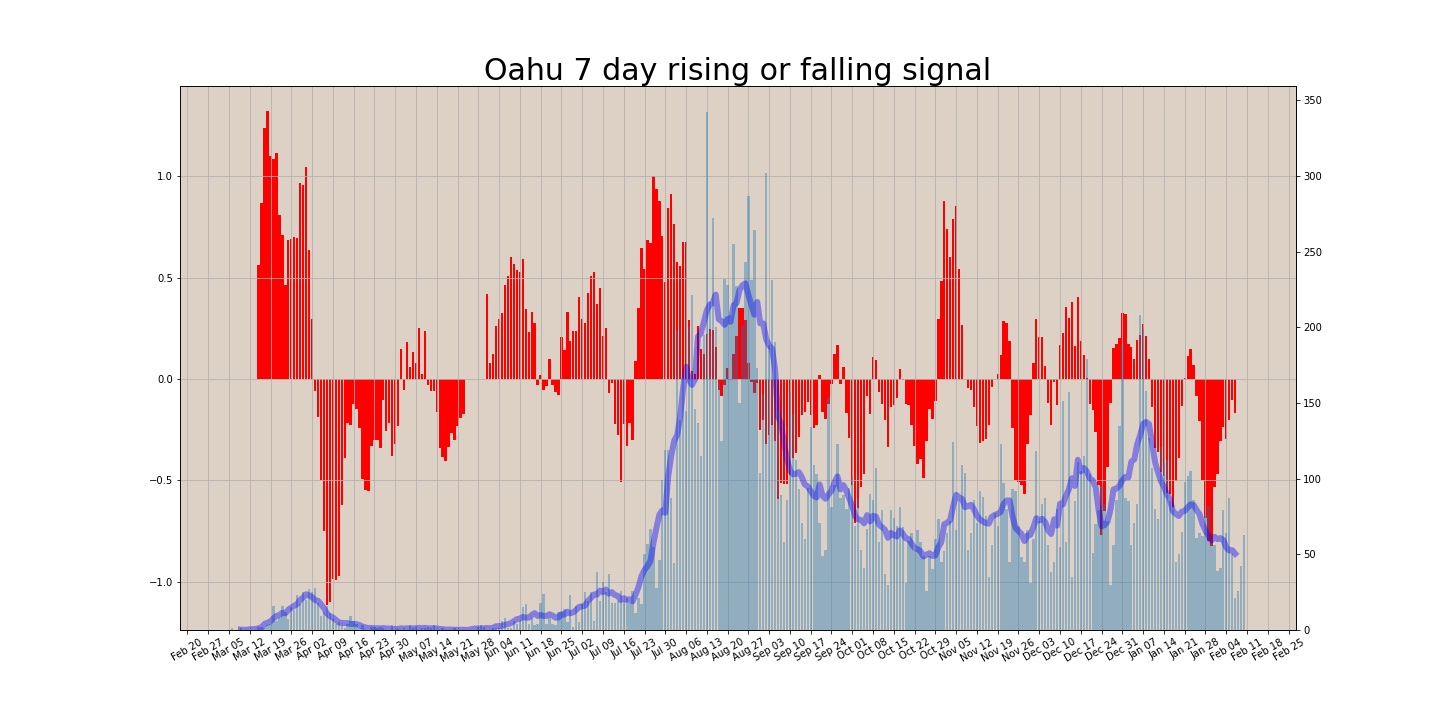 Oahu 7 day rising or falling signal
1.0
0.5
0.0
−0.5
−1.0
350
300
250
200
150
100
50
0
Feb 20
Feb 27
Mar 05
Mar 12
Mar 19
Mar 26
Apr 02
Apr 09
Apr 16
Apr 23
Apr 30
May 07
May 14
May 21
May 28
Jun 04
Jun 11
Jun 18
Jun 25
Jul 02
Jul 09
Jul 16
Jul 23
Jul 30
Aug 06
Aug 13
Aug 20
Aug 27
Sep 03
Sep 10
Sep 17
Sep 24
Oct 01
Oct 08
Oct 15
Oct 22
Oct 29
Nov 05
Nov 12
Nov 19
Nov 26
Dec 03
Dec 10
Dec 17
Dec 24
Dec 31
Jan 07
Jan 14
Jan 21
Jan 28
Feb 04
Feb 11
Feb 18
Feb 25